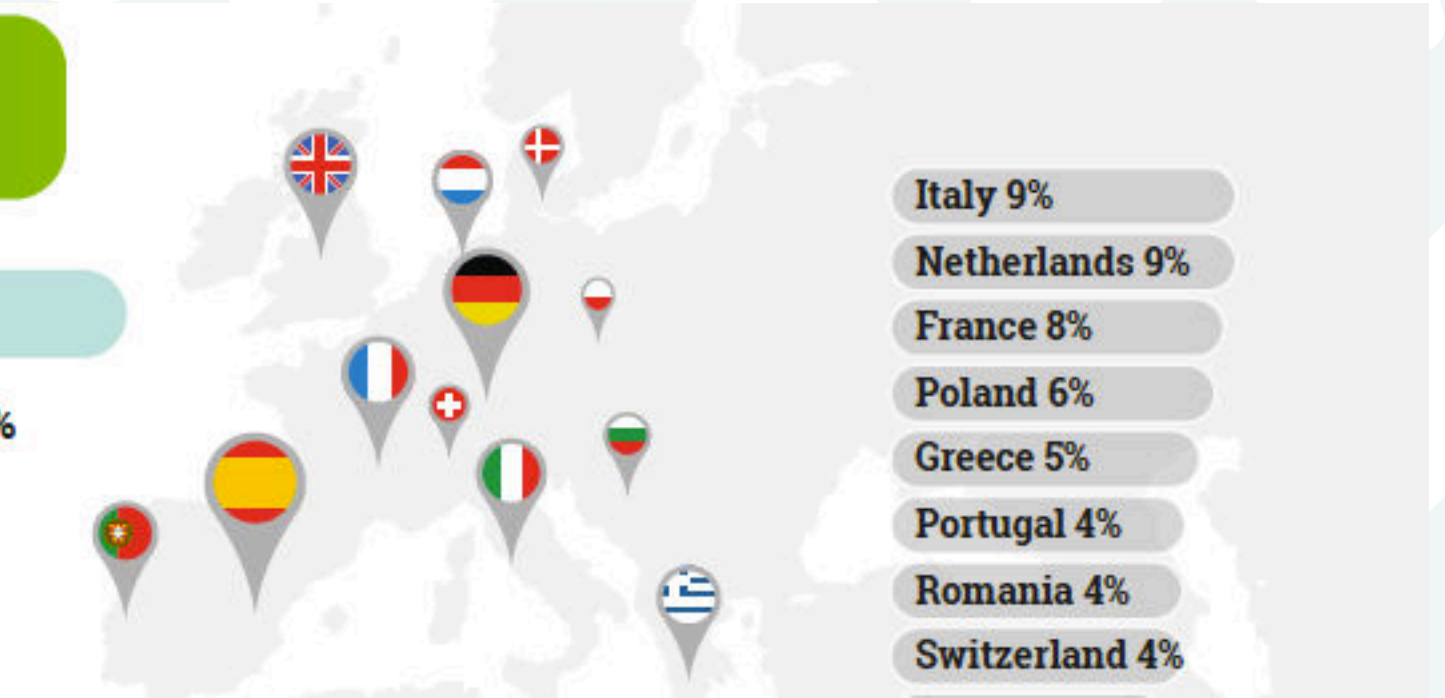 %
Italy 9%
Netherlands 9%
France 8%
Poland 6%
Greece 5%
Portugal 4%
Romania 4%
Switzerland 4%